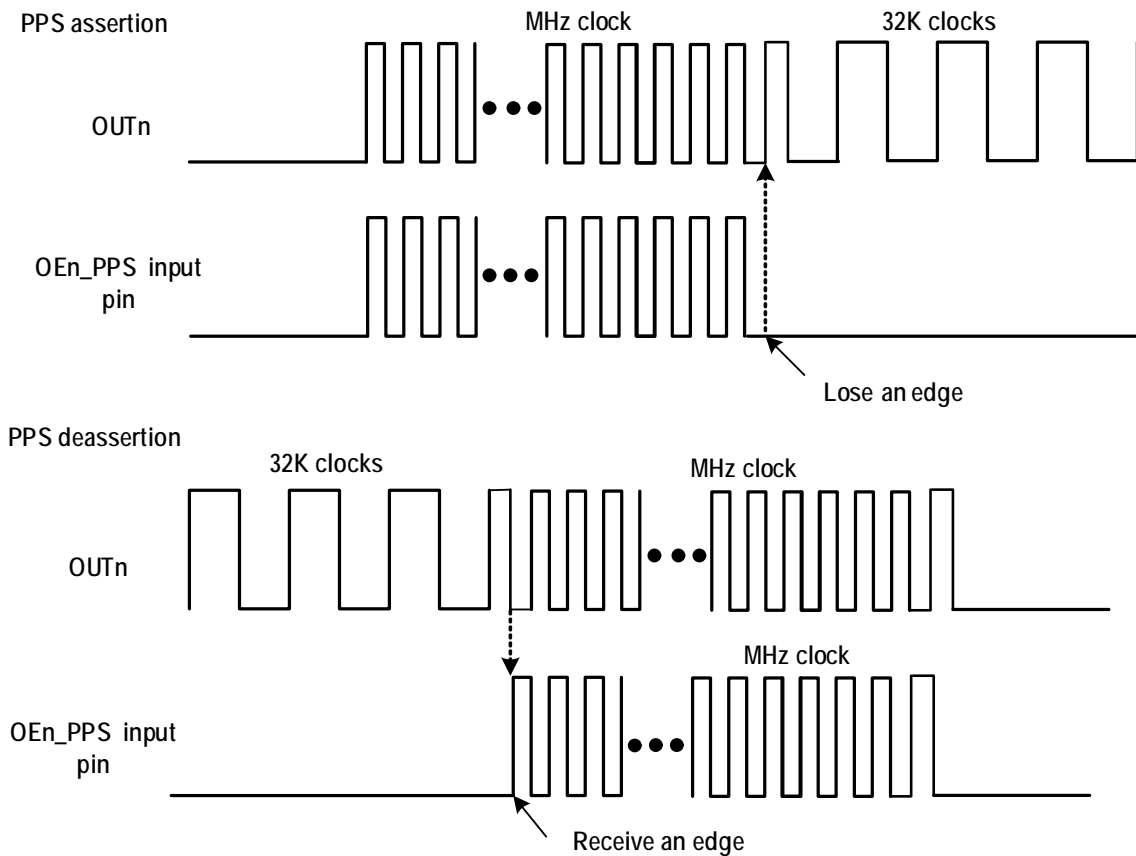 PPS assertion
MHz clock
32K clocks
OUTn
OEn_PPS input
pin
Lose an edge
PPS deassertion
32K clocks
MHz clock
OUTn
MHz clock
OEn_PPS input
pin
Receive an edge